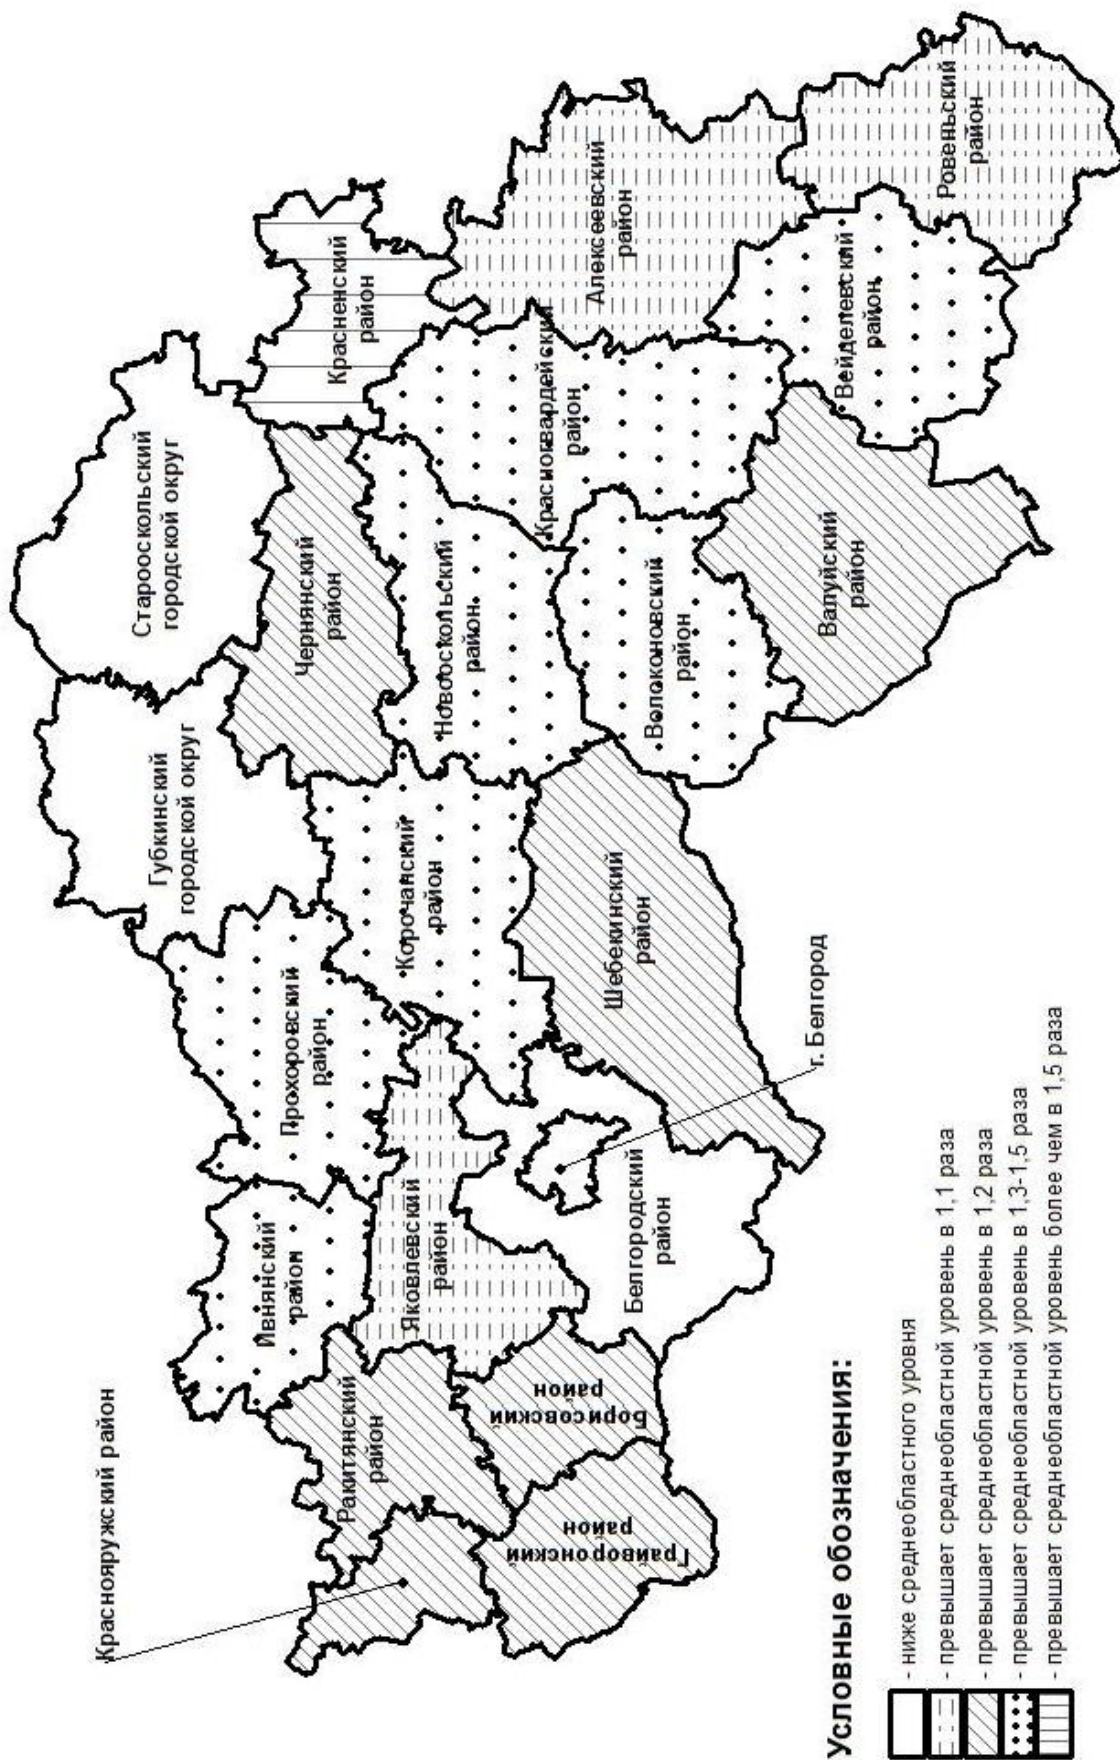 Краснояружский район
Ракитянский
район
Ивнянский
район
Прохоровский
район
Губкинский
городской округ
Старооскольский
городской округ
Чернянский
район
Красненский
район
Грайворонский
район
Борисовский
район
Яковлевский
район
Корочанский
район
Новооскольский
район
Красногвардейский
район
Алексеевский
район
Белгородский
район
Шебекинский
район
Волоконовский
район
Валуйский
район
Вейделевский
район
Ровеньский
район
г. Белгород
Условные обозначения:
- ниже среднеобластного уровня
- превышает среднеобластной уровень в 1,1 раза
- превышает среднеобластной уровень в 1,2 раза
- превышает среднеобластной уровень в 1,3-1,5 раза
- превышает среднеобластной уровень более чем в 1,5 раза